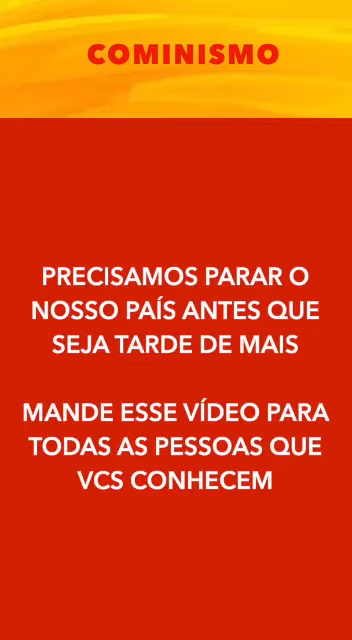 COMINISMO
PRECISAMOS PARAR O
NOSSO PAÍS ANTES QUE
SEJA TARDE DE MAIS
MANDE ESSE VÍDEO PARA
TODAS AS PESSOAS QUE
VCS CONHECEM